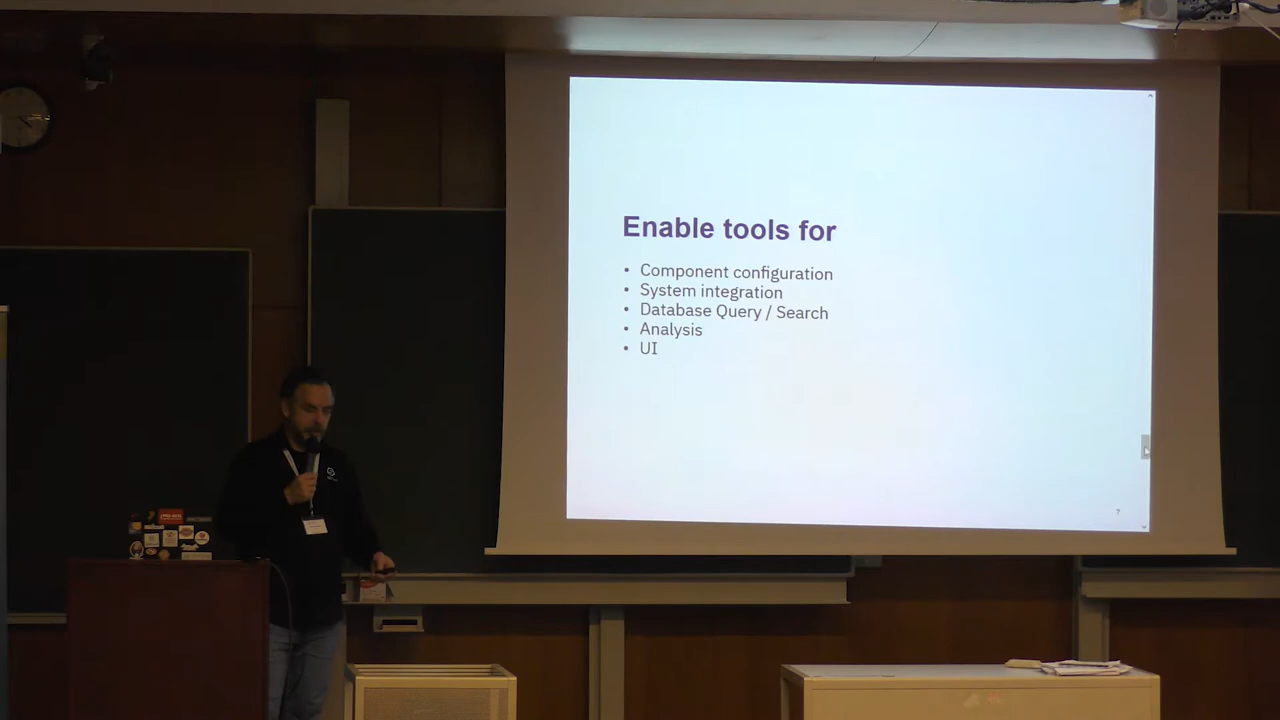 Enable tools for
• Component configuration
• System integration
• Database Query / Search
• Analysis
• UI
?